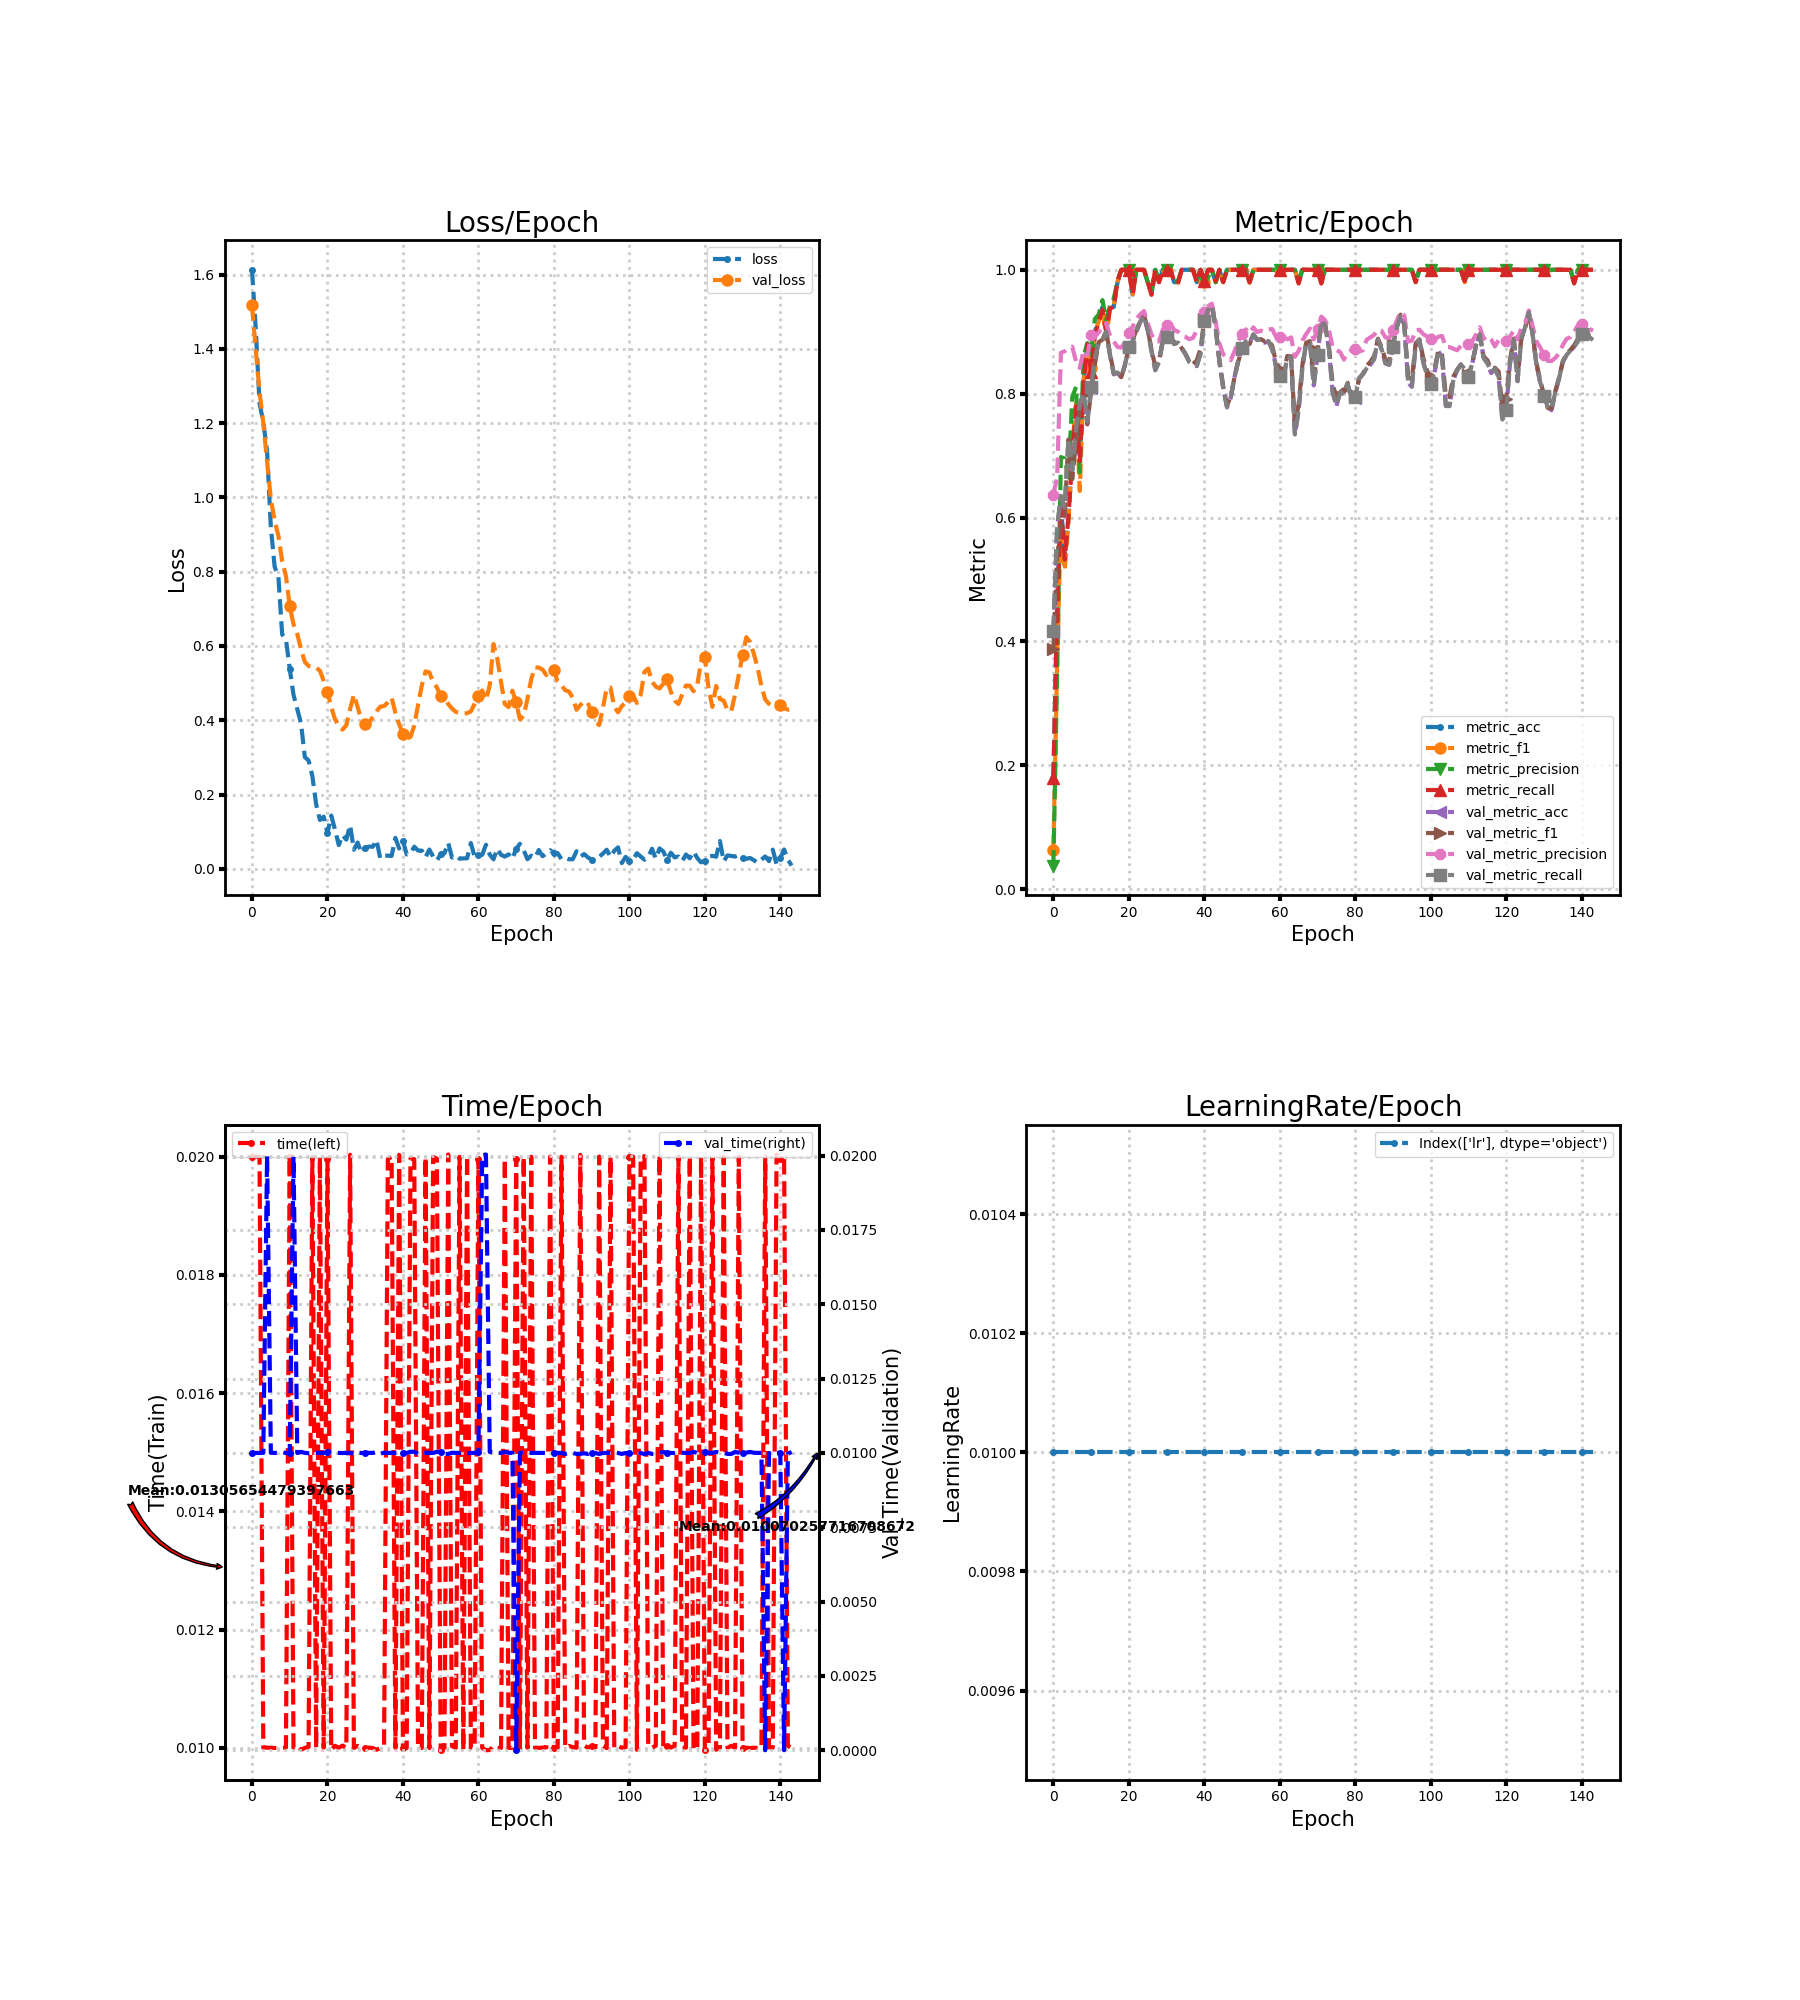 Loss/Epoch
loss
val_loss
1.6
1.4
1.2
1.0
0.8
0.6
0.4
0.2
0.0
Loss
0 20 40 60 80 100 120 140
Epoch
Metric/Epoch
1.0
0.8
0.6
0.4
0.2
0.0
Metric
metric_acc
metric_f1
metric_precision
metric_recall
val_metric_acc
val_metric_f1
val_metric_precision
val_metric_recall
0 20 40 60 80 100 120 140
Epoch
Time/Epoch
time(left)
val_time(right)
0.020
0.018
0.016
0.014
0.012
0.010
Time(Train)
Mean:0.01305654479397663
0.0200
0.0175
0.0150
0.0125
0.0100
0.0075
0.0050
0.0025
0.0000
Val_Time(Validation)
0 20 40 60 80 100 120 140
Epoch
LearningRate/Epoch
Index(['lr'], dtype='object')
0.0104
0.0102
0.0100
0.0098
0.0096
LearningRate
0 20 40 60 80 100 120 140
Epoch